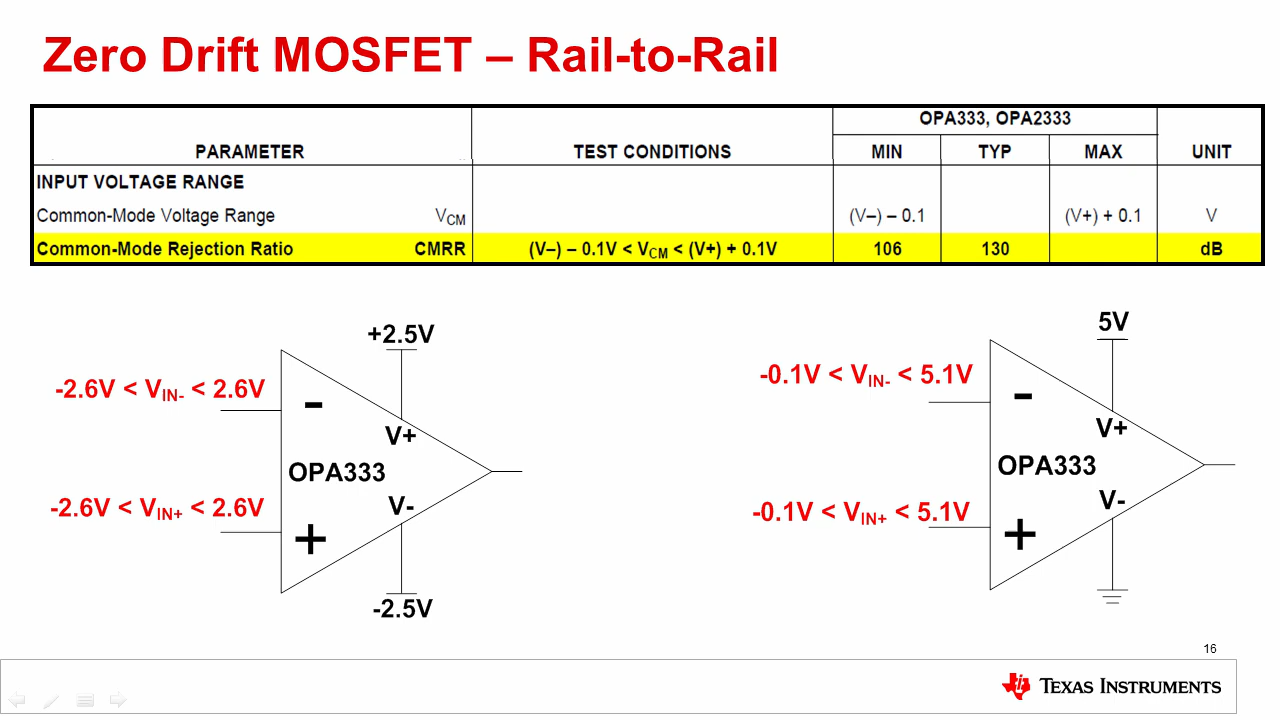 Zero Drift MOSFET – Rail-to-Rail
OPA333, OPA2333
PARAMETER TEST CONDITIONS MIN TYP MAX UNIT
INPUT VOLTAGE RANGE
Common-Mode Voltage Range VCM (V–) – 0.1 (V+) + 0.1 V
Common-Mode Rejection Ratio CMRR (V–) – 0.1V < VCM < (V+) + 0.1V 106 130 dB
+2.5V
-2.6V < VIN- < 2.6V
-
V+
OPA333
V-
-2.6V < VIN+ < 2.6V
+
-2.5V
5V
-0.1V < VIN- < 5.1V
-
V+
OPA333
V-
-0.1V < VIN+ < 5.1V
+
16
TEXAS INSTRUMENTS